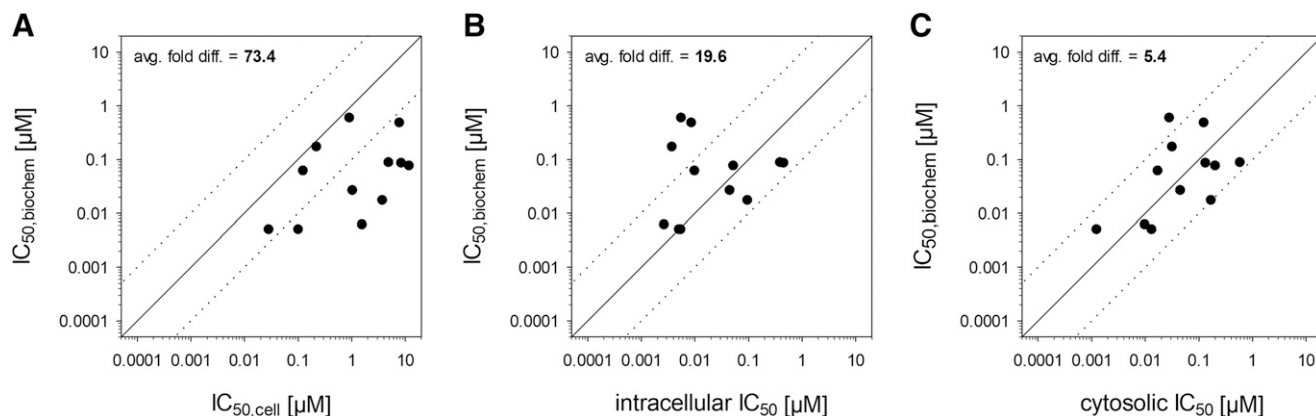 A
avg. fold diff. = 73.4
10
1
0.1
0.01
0.001
0.0001
IC50,biochem [µM]
0.0001 0.001 0.01 0.1 1 10
IC50,cell [µM]
B
avg. fold diff. = 19.6
10
1
0.1
0.01
0.001
0.0001
IC50,biochem [µM]
0.0001 0.001 0.01 0.1 1 10
intracellular IC50 [µM]
C
avg. fold diff. = 5.4
10
1
0.1
0.01
0.001
0.0001
IC50,biochem [µM]
0.0001 0.001 0.01 0.1 1 10
cytosolic IC50 [µM]